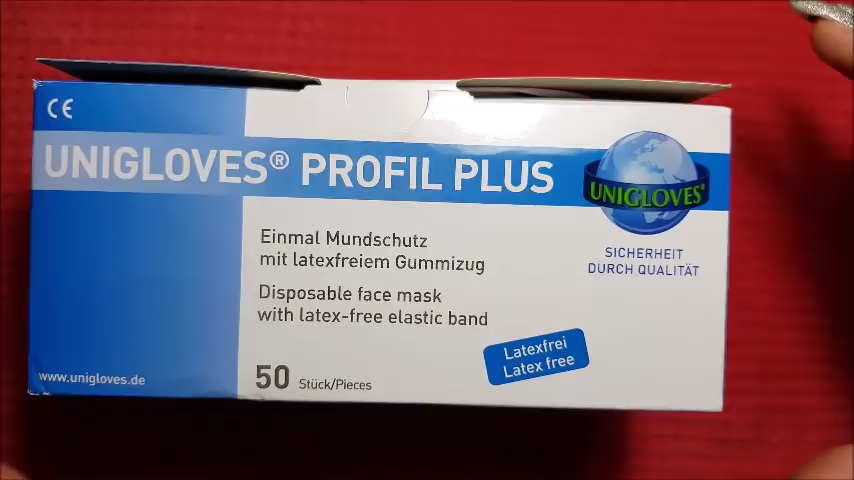 CE
UNIGLOVES® PROFIL PLUS
UNIGLOVES®
SICHERHEIT
DURCH QUALITÄT
Einmal Mundschutz
mit latexfreiem Gummizug
Disposable face mask
with latex-free elastic band
Latexfrei
Latex free
50 Stück/Pieces
www.unigloves.de